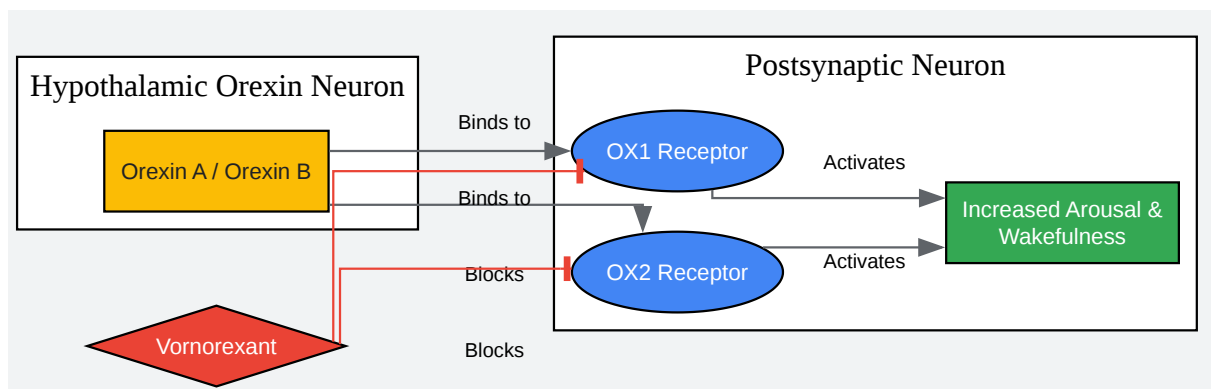 Hypothalamic Orexin Neuron
Orexin A / Orexin B
Vornorexant
Binds to
Binds to
Blocks
Blocks
Postsynaptic Neuron
OX1 Receptor
OX2 Receptor
Activates
Activates
Increased Arousal &
Wakefulness